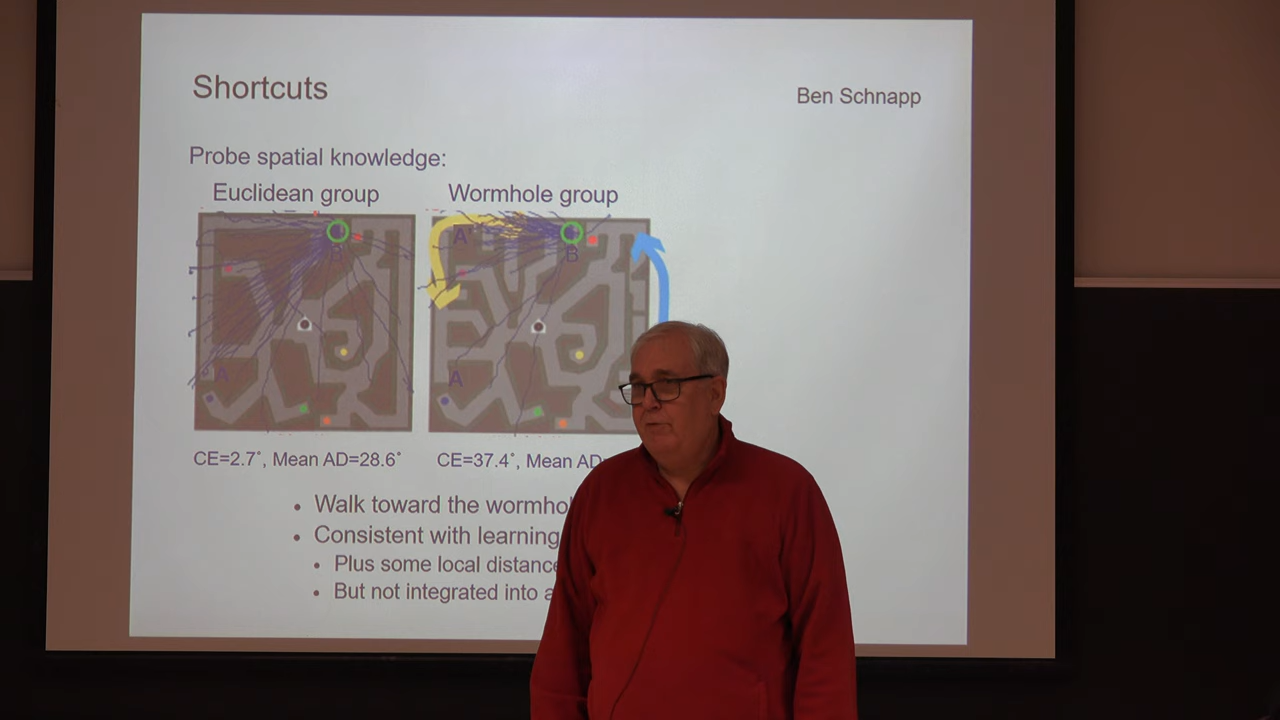 Shortcuts
Ben Schnapp
Probe spatial knowledge:
Euclidean group
Wormhole group
A'
B
B
A
A
CE=2.7°, Mean AD=28.6°
CE=37.4°, Mean AD
• Walk toward the
• Consistent with learning
• Plus some local distance
• But not integrated into a